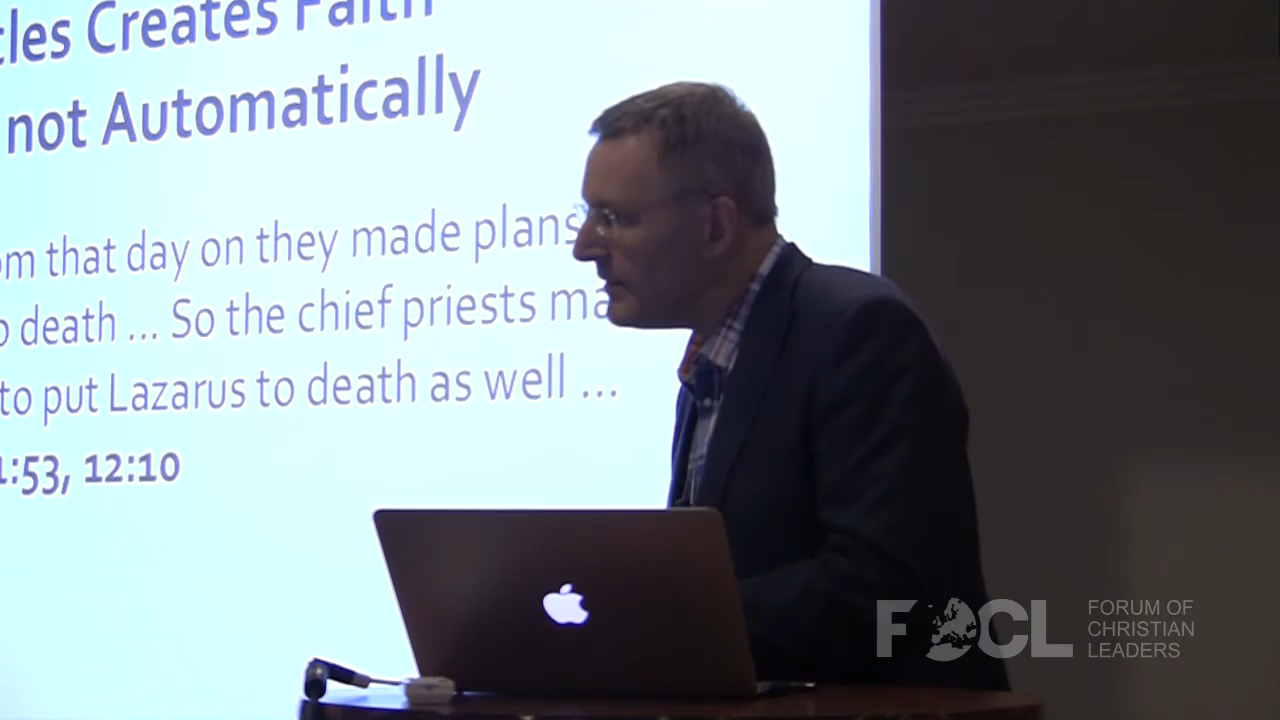 cles Creates Faith
not Automatically
om that day on they made plans
o death ... So the chief priests ma
to put Lazarus to death as well ...
1:53, 12:10
FOCL
FORUM OF
CHRISTIAN
LEADERS